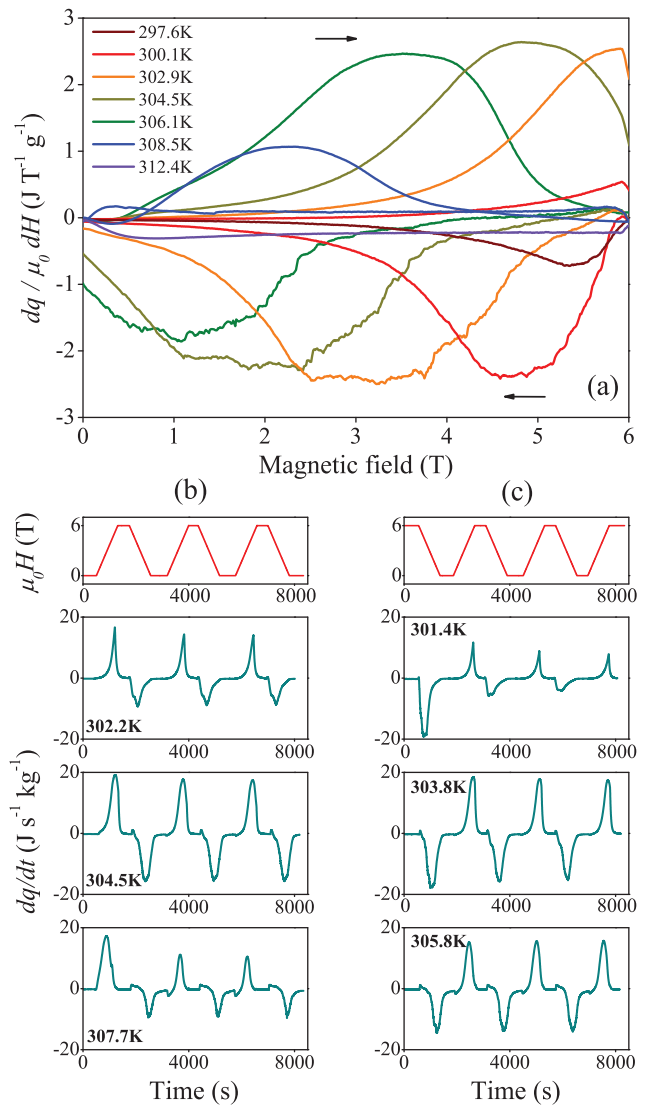 3
2
1
0
-1
-2
-3
dq / μ0 dH (J T-1 g-1)
297.6K
300.1K
302.9K
304.5K
306.1K
308.5K
312.4K
(a)
0 1 2 3 4 5 6
Magnetic field (T)
(b) (c)
μ0H (T)
6
0
0 4000 8000
6
0
0 4000 8000
dq/dt (J s-1 kg-1)
20
0
-20
302.2K
0 4000 8000
20
0
-20
301.4K
0 4000 8000
20
0
-20
304.5K
0 4000 8000
20
0
-20
303.8K
0 4000 8000
20
0
-20
307.7K
0 4000 8000
20
0
-20
305.8K
0 4000 8000
Time (s) Time (s)